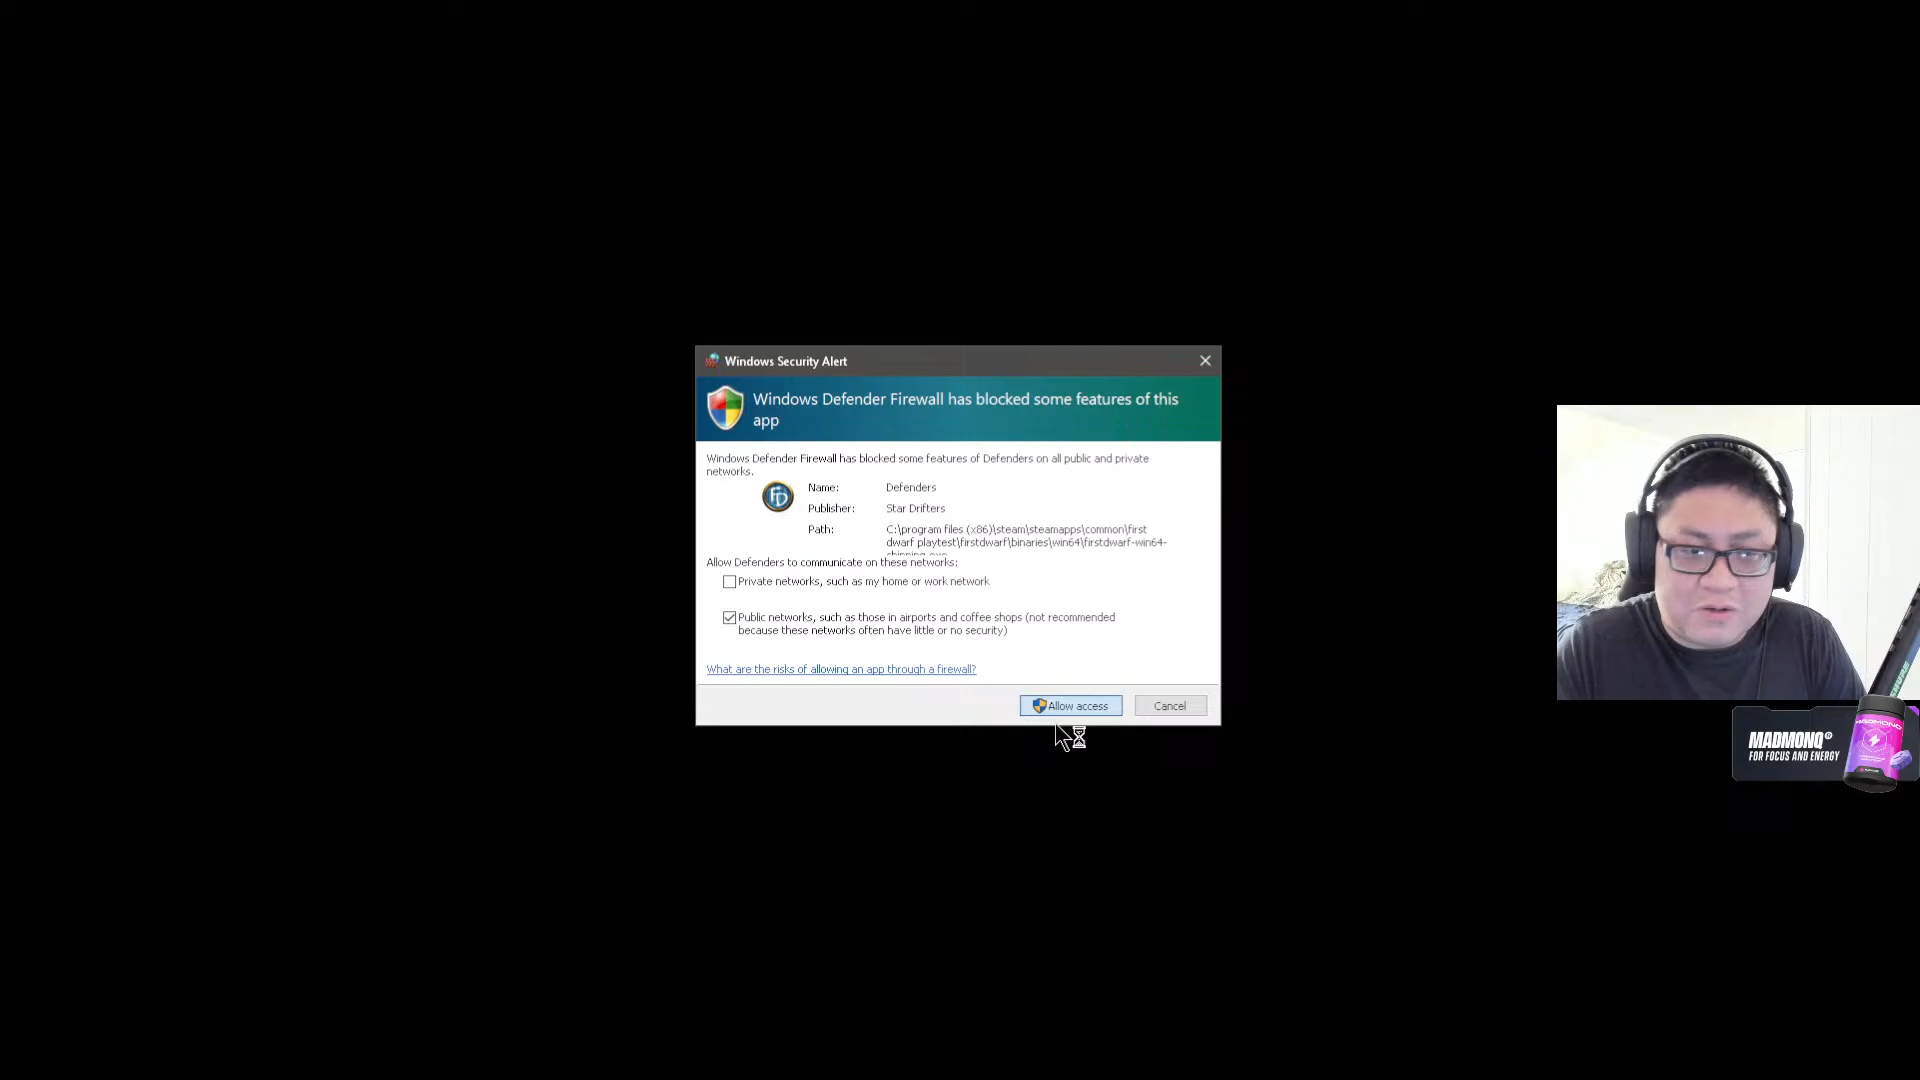 Windows Security Alert
Windows Defender Firewall has blocked some features of this
app
Windows Defender Firewall has blocked some features of Defenders on all public and private
networks.
FD
Name: Defenders
Publisher: Star Drifters
Path: C:\program files (x86)\steam\steamapps\common\first
dwarf playtest\firstdwarf\binaries\win64\firstdwarf-win64-
Allow Defenders to communicate on these networks:
Private networks, such as my home or work network
Public networks, such as those in airports and coffee shops (not recommended
because these networks often have little or no security)
What are the risks of allowing an app through a firewall?
Allow access
Cancel
MADMONQ®
FOR FOCUS AND ENERGY
MADMONQ